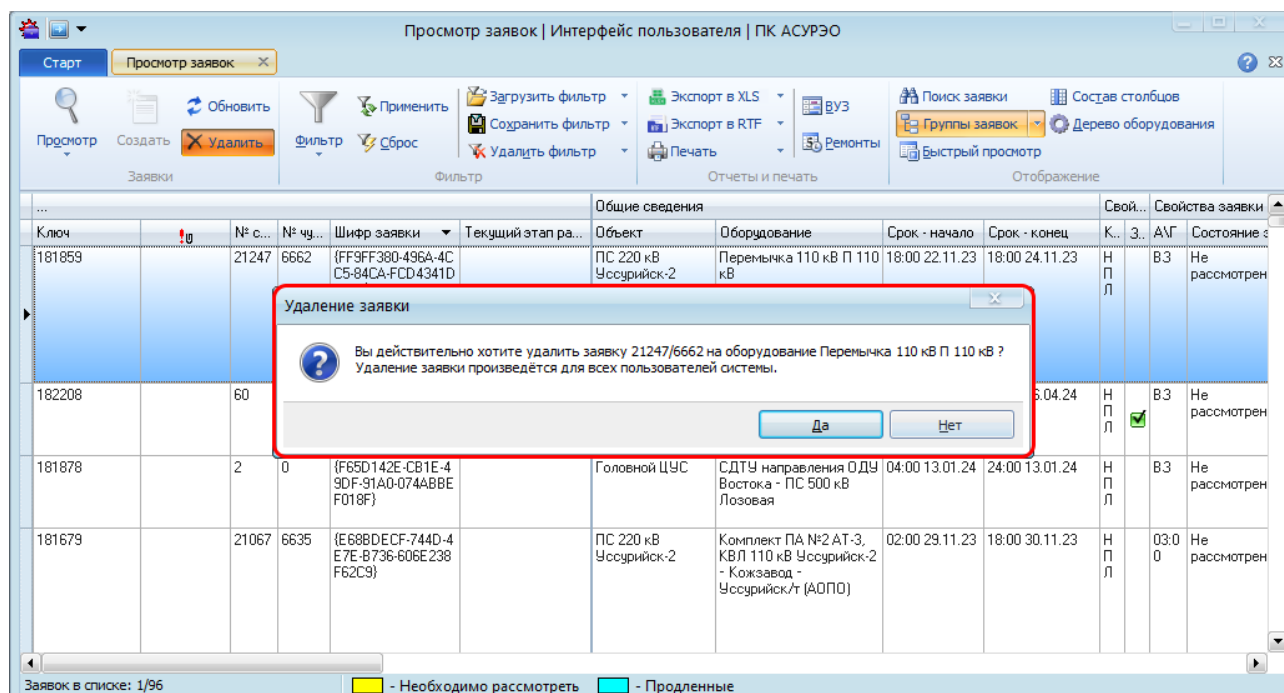 Просмотр заявок | Интерфейс пользователя | ПК АСУРЭО
Старт
Просмотр заявок
Просмотр
Создать
Обновить
Удалить
Заявки
Фильтр
Применить
Сброс
Загрузить фильтр
Сохранить фильтр
Удалить фильтр
Фильтр
Экспорт в XLS
Экспорт в RTF
Печать
ВУЗ
Ремонты
Отчеты и печать
Поиск заявки
Группы заявок
Быстрый просмотр
Состав столбцов
Дерево оборудования
Отображение
... Общие сведения Свой... Свойства заявки
Ключ № с... № чу... Шифр заявки Текущий этап ра... Объект Оборудование Срок - начало Срок - конец К.. З.. А\Г Состояние з
181859 21247 6662 {FF9FF380-496A-4C ПС 220 кВ Перемычка 110 кВ П 110 18:00 22.11.23 18:00 24.11.23 Н ВЗ Не
C5-84CA-FCD4341D Уссурийск-2 кВ П рассмотрен
Л
Удаление заявки
Вы действительно хотите удалить заявку 21247/6662 на оборудование Перемычка 110 кВ П 110 кВ ?
Удаление заявки произведётся для всех пользователей системы.
Да Нет
182208 60 .04.24 Н ВЗ Не
П рассмотрен
Л
181878 2 0 {F65D142E-CB1E-4 Головной ЦУС СДТУ направления ОДУ 04:00 13.01.24 24:00 13.01.24 Н ВЗ Не
9DF-91A0-074ABBE Востока - ПС 500 кВ П рассмотрен
F018F} Лозовая Л
181679 21067 6635 {E68BDECF-744D-4 ПС 220 кВ Комплект ПА №2 АТ-3, 02:00 29.11.23 18:00 30.11.23 Н 03:0 Не
E7E-B736-606E238 Уссурийск-2 КВЛ 110 кВ Уссурийск-2 П 0 рассмотрен
F62C9} - Кожзавод - Л
Уссурийск/т (АОПО)
Заявок в списке: 1/96 - Необходимо рассмотреть - Продленные